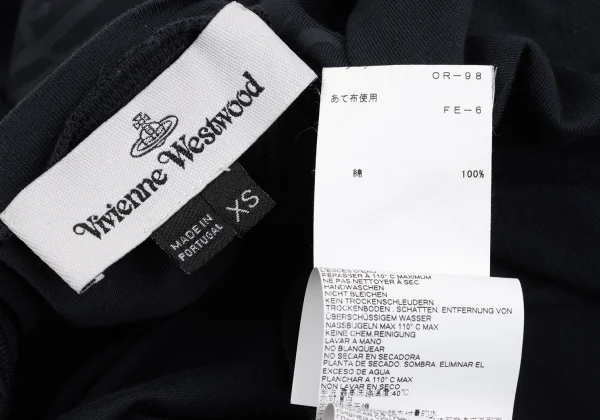 Vivienne Westwood
MADE IN
PORTUGAL
XS
OR-98
あて布使用
FE-6
綿 100%
REPASSER A 110° C MAXIMUM
NE PAS NETTOYER À SEC
HANDWASCHEN
NICHT BLEICHEN
KEIN TROCKENSCHLEUDERN
TROCKENBODEN . SCHATTEN. ENTFERNUNG VON
ÜBERSCHÜSSIGEM WASSER
NASSBÜGELN MAX 110° C MAX
KEINE CHEM.REINIGUNG
LAVAR A MANO
NO BLANQUEAR
NO SECAR EN SECADORA
PLANTA DE SECADO. SOMBRA. ELIMINAR EL
EXCESO DE AGUA
PLANCHAR A 110° C MAX
NON LAVAR EN SECO
40°C